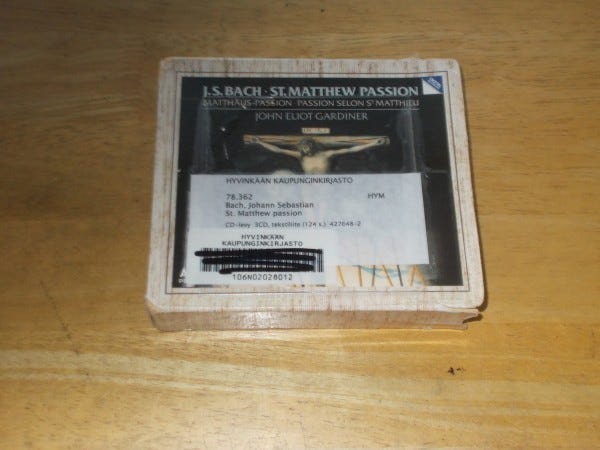 J.S. BACH · ST. MATTHEW PASSION
MATTHÄUS-PASSION · PASSION SELON ST MATTHIEU
JOHN ELIOT GARDINER
HYVINKÄÄN KAUPUNGINKIRJASTO
78.362 HYM
Bach, Johann Sebastian
St. Matthew passion
CD-levy 3CD, tekstiliite (124 s.) 427648-2
HYVINKÄÄN
KAUPUNGINKIRJASTO
106N02028012